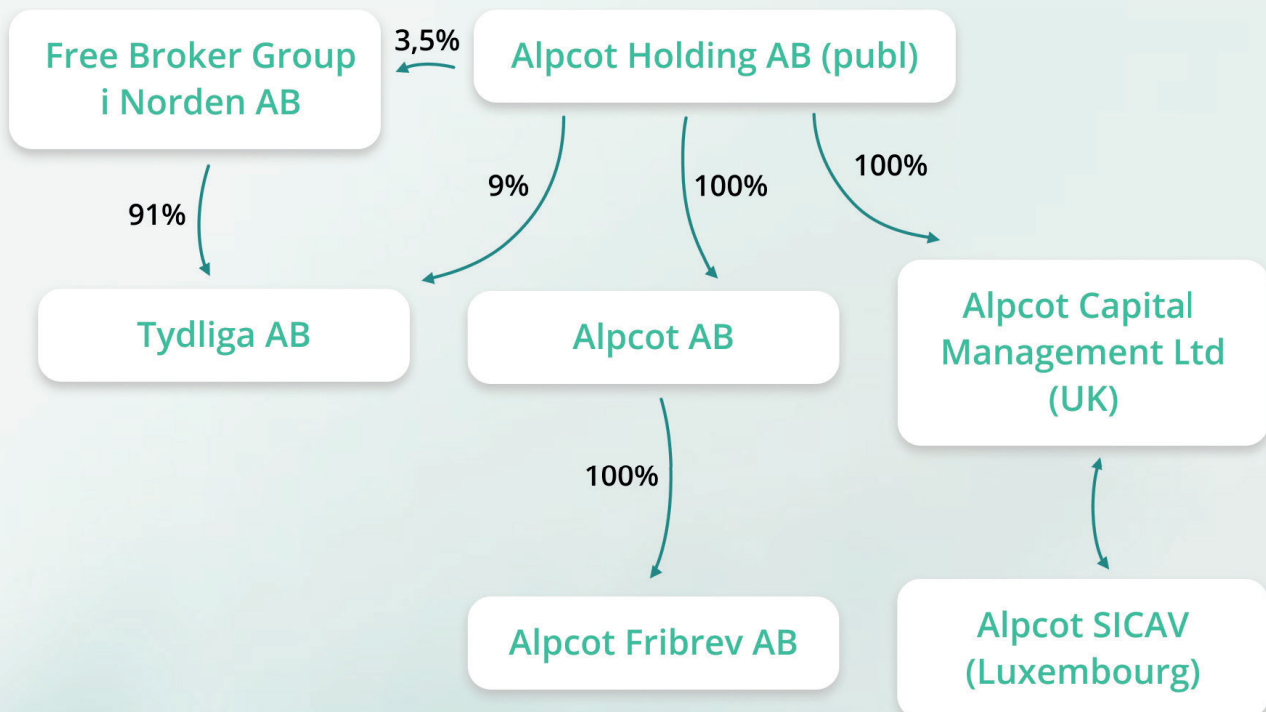 Free Broker Group
i Norden AB
3,5%
Alpcot Holding AB (publ)
91%
9%
100%
100%
Tydliga AB
Alpcot AB
Alpcot Capital
Management Ltd
(UK)
100%
Alpcot Fribrev AB
Alpcot SICAV
(Luxembourg)